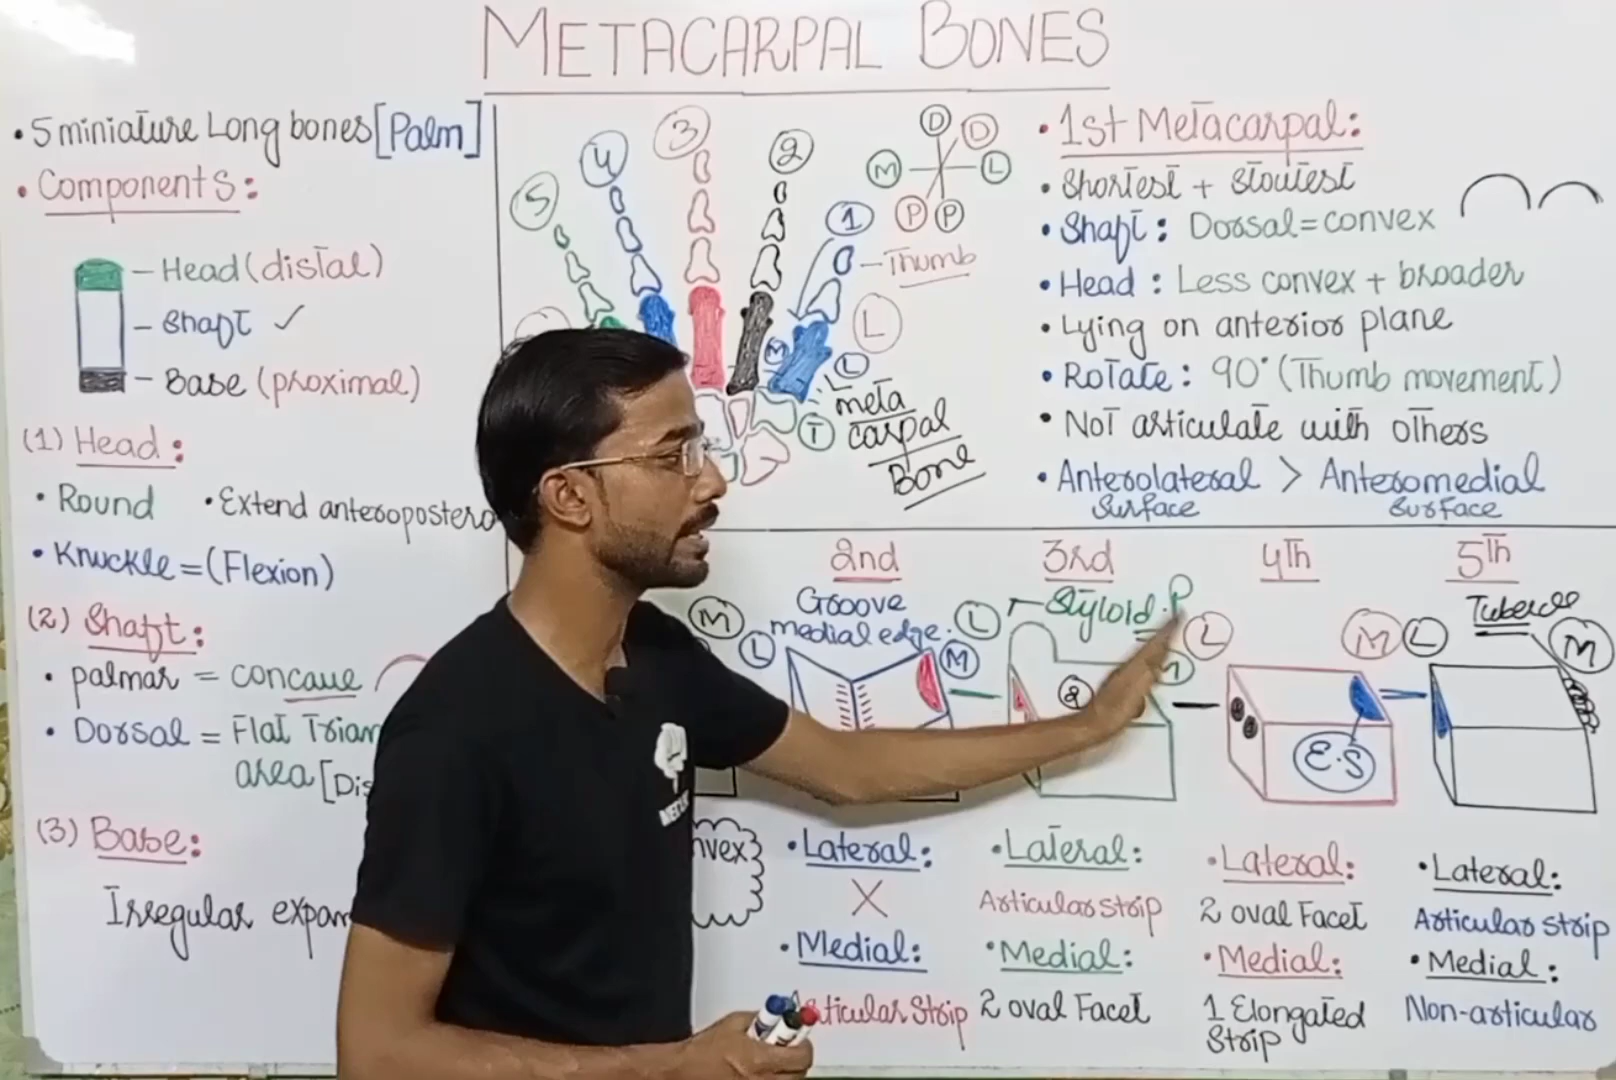 METACARPAL BONES
• 5 miniature Long bones [Palm]
• Components:
Head (distal)
Shaft ✓
Base (proximal)
(1) Head:
• Round • Extend anteropostero
• Knuckle = (Flexion)
(2) Shaft:
• palmar = concave
• Dorsal = Flat Trian
area [Dis
(3) Base:
Irregular expan
5
4
3
2
1
Thumb
D
D
M
L
P
P
L
M
L
T
meta
carpal
Bone
• 1st Metacarpal:
• Shortest + Stoutest
• Shaft: Dorsal = convex
• Head: Less convex + broader
• Lying on anterior plane
• Rotate: 90° (Thumb movement)
• Not articulate with others
• Anterolateral > Anteromedial
Surface Surface
M
nvex
2nd
Groove
medial edge
L
M
• Lateral:
X
• Medial:
rticular Strip
3rd
Styloid.P
L
2
• Lateral:
Articular strip
• Medial:
2 oval Facet
4th
L
M
E.S
• Lateral:
2 oval Facet
• Medial:
1 Elongated
Strip
5th
Tubercle
L
M
• Lateral:
Articular strip
• Medial:
Non-articular